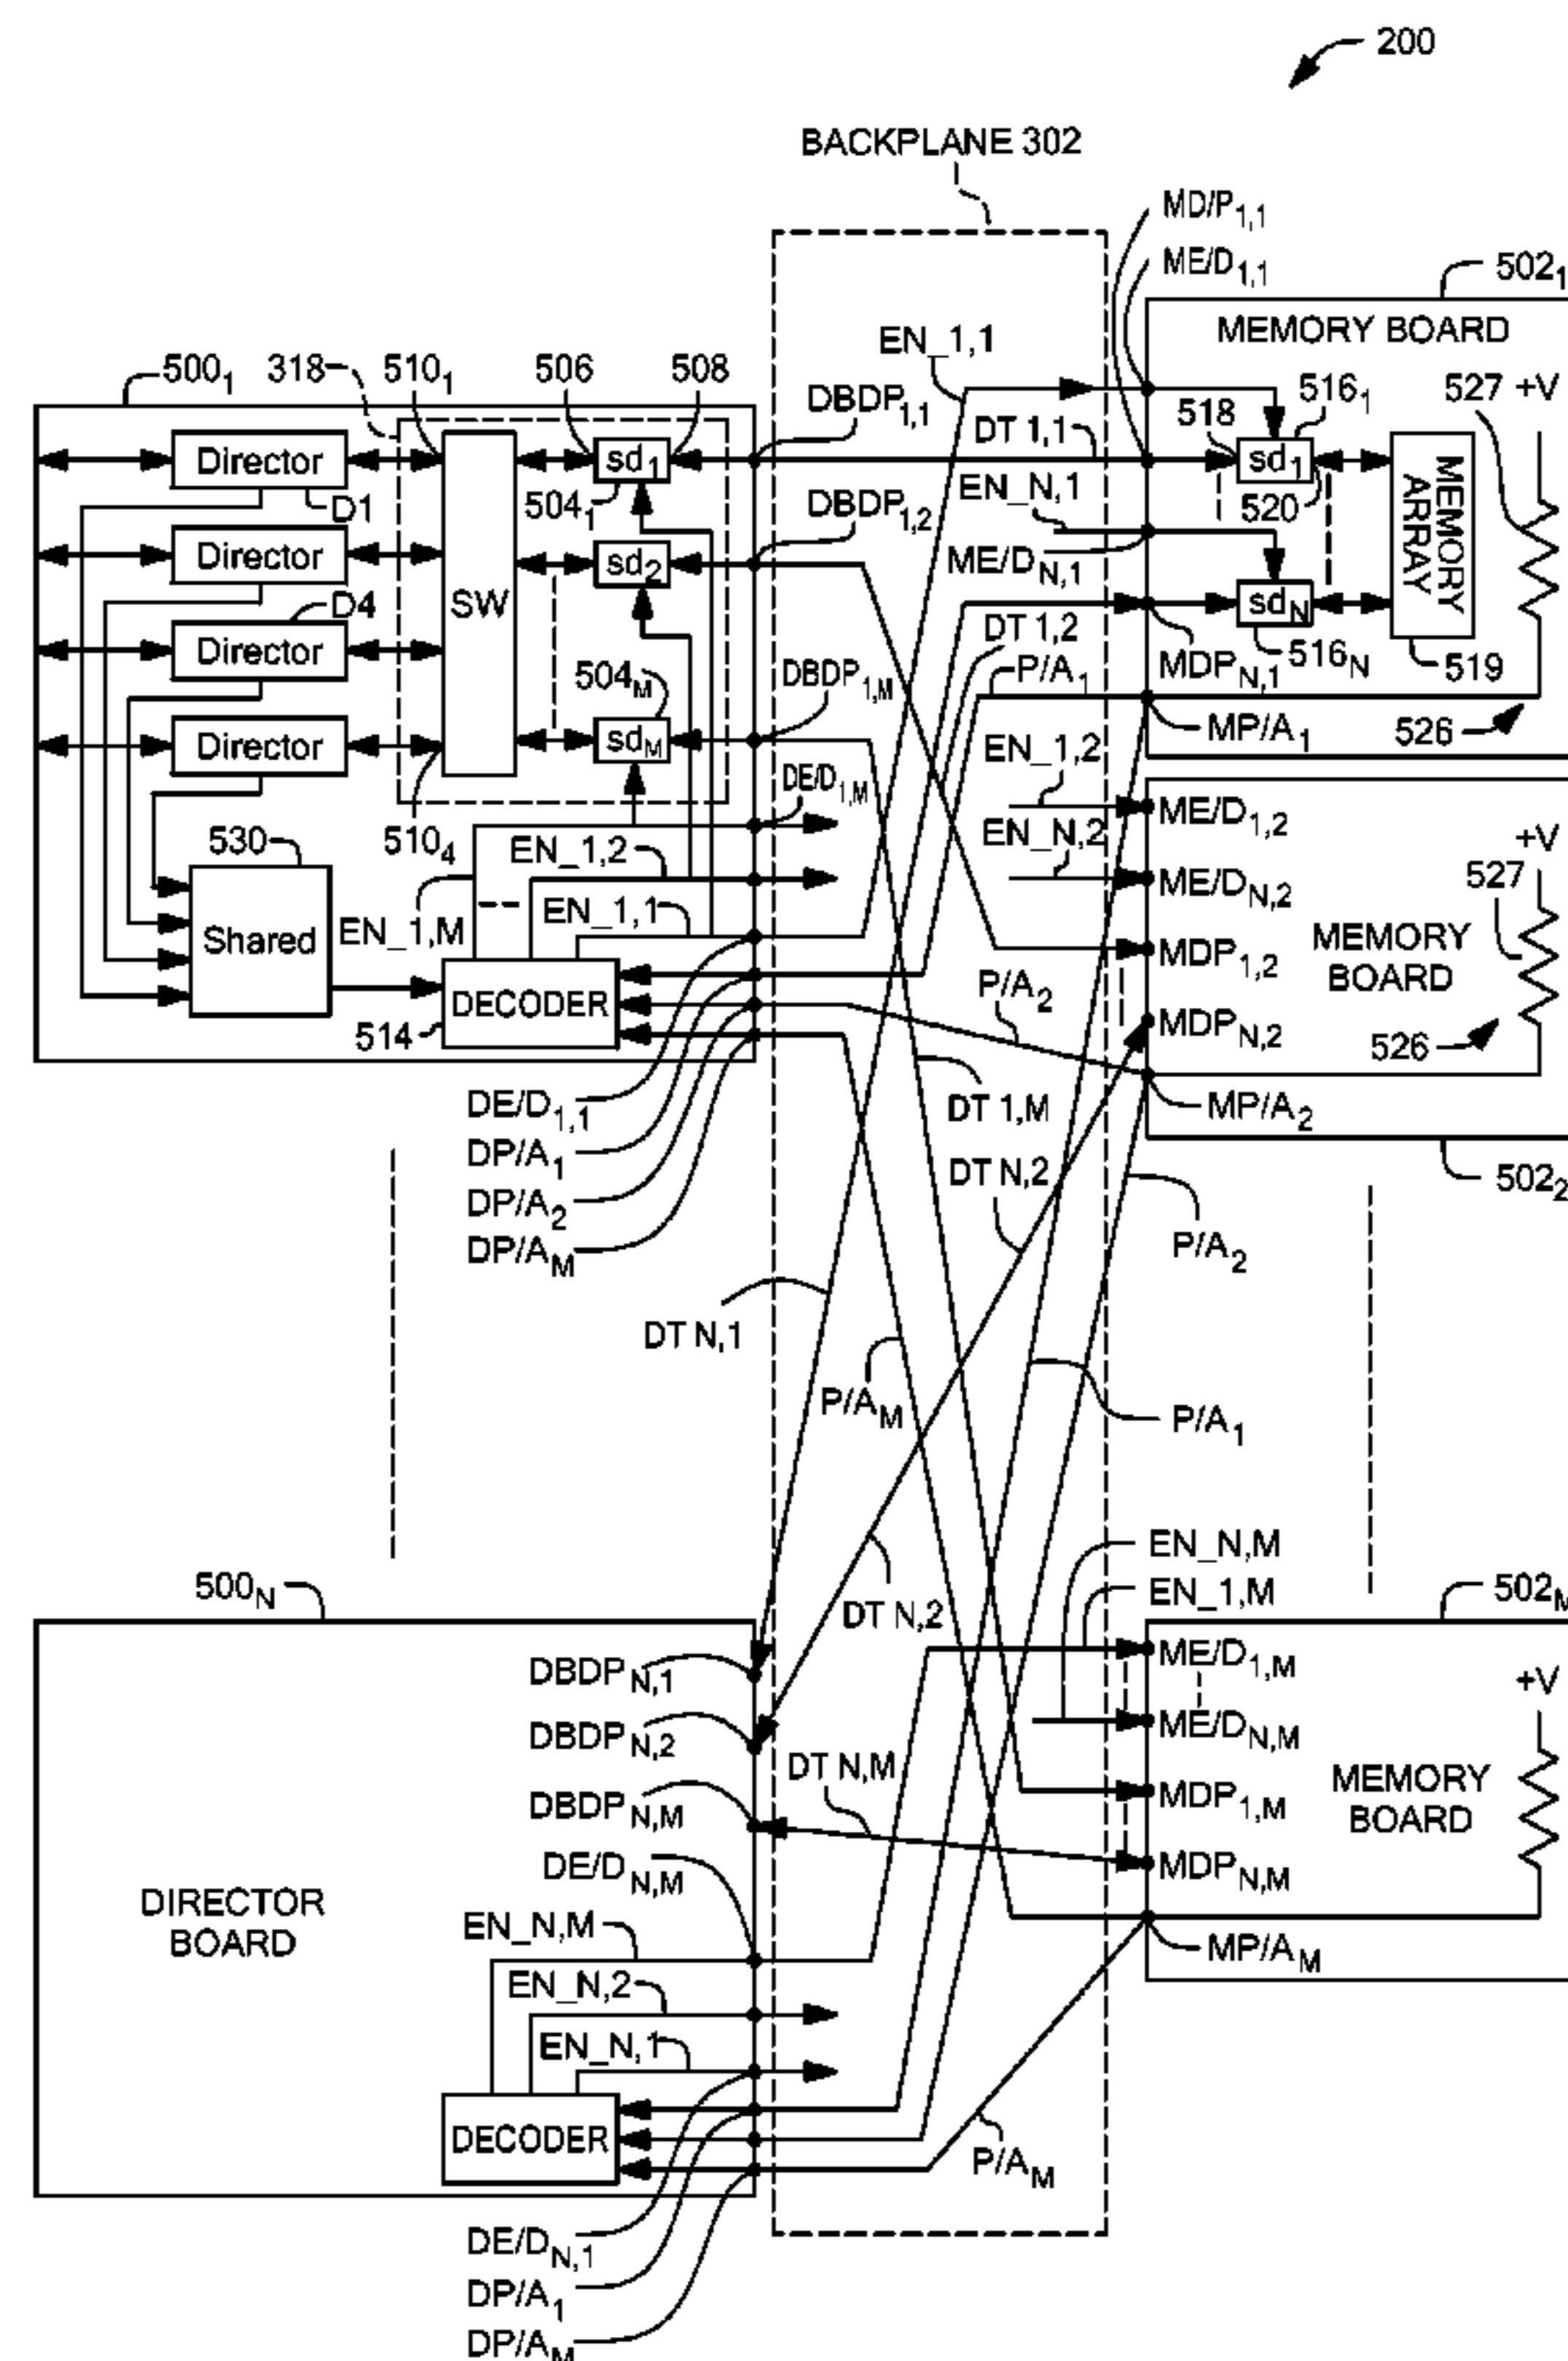 200
BACKPLANE 302
MD/P1,1
ME/D1,1
5021
MEMORY BOARD
EN_1,1
5001
318
5101
506
508
DBDP1,1
DT 1,1
518
5161
527
+V
Director
sd1
sd1
D1
5041
EN_N,1
520
MEMORY
ARRAY
DBDP1,2
Director
sd2
ME/DN,1
SW
sdN
D4
DT 1,2
Director
504M
DBDP1,M
P/A1
MDPN,1
516N
519
Director
sdM
MP/A1
526
EN_1,2
DE/D1,M
ME/D1,2
530
5104
EN_1,2
EN_N,2
+V
ME/DN,2
527
EN_1,M
EN_1,1
Shared
MEMORY
BOARD
MDP1,2
DECODER
P/A2
514
MDPN,2
526
DE/D1,1
DT 1,M
MP/A2
DP/A1
DT N,2
5022
DP/A2
DP/AM
P/A2
DT N,1
P/AM
P/A1
EN_N,M
500N
EN_1,M
502M
DT N,2
ME/D1,M
DBDPN,1
+V
DBDPN,2
ME/DN,M
DT N,M
DBDPN,M
MDP1,M
MEMORY
BOARD
DE/DN,M
MDPN,M
DIRECTOR
BOARD
EN_N,M
MP/AM
EN_N,2
EN_N,1
DECODER
P/AM
DE/DN,1
DP/A1
DP/AM